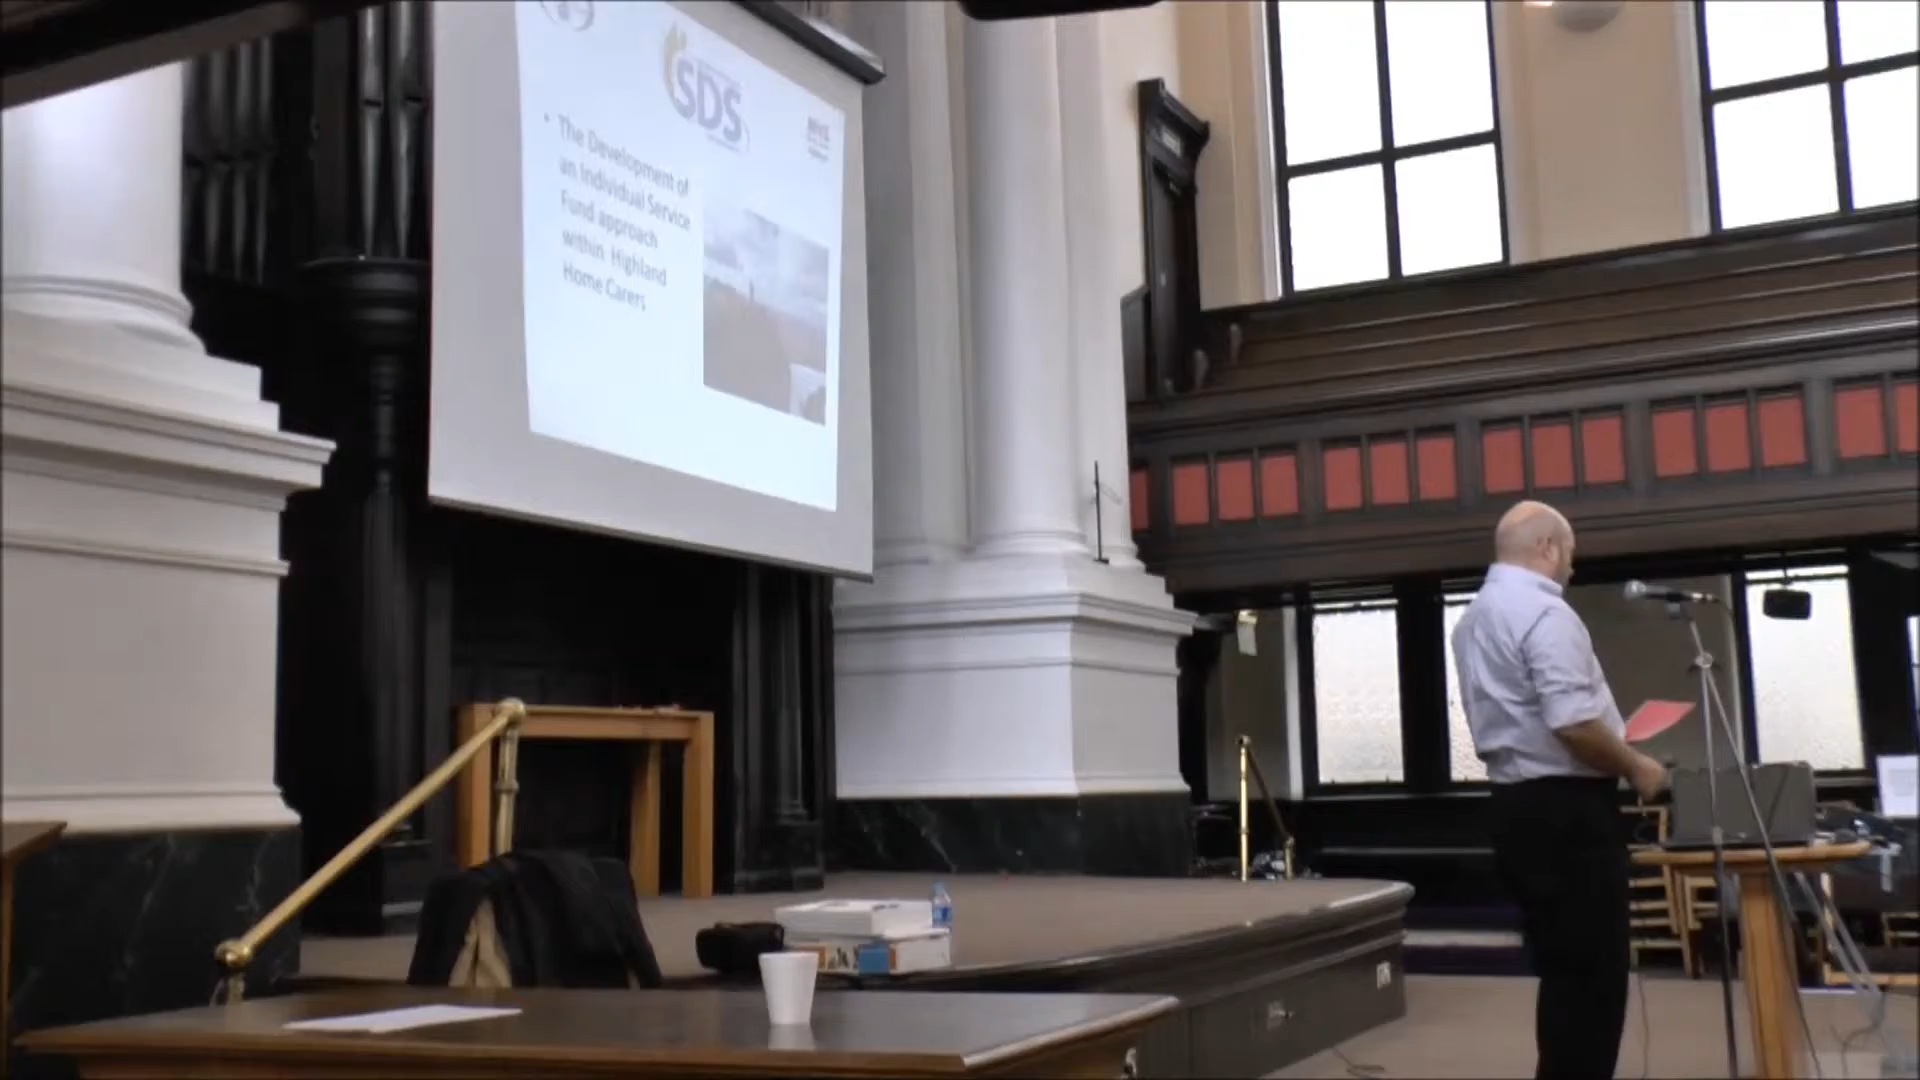 SDS
• The Development of
an Individual Service
Fund approach
within Highland
Home Carers